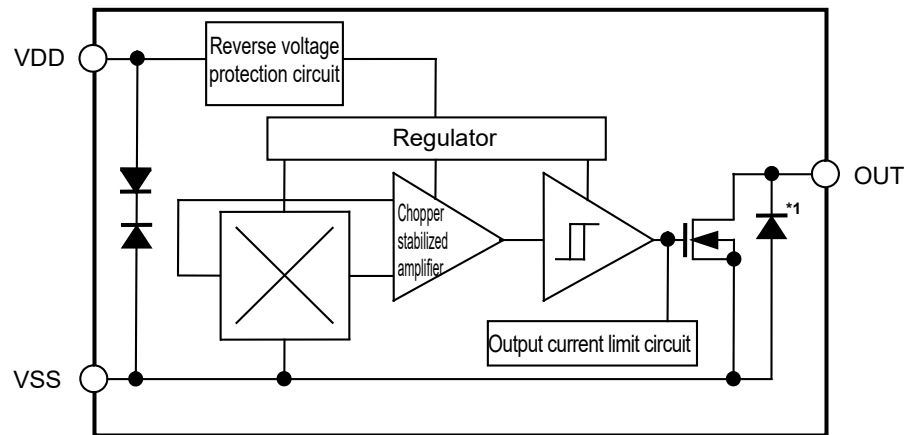 VDD
Reverse voltage
protection circuit
Regulator
OUT
*1
Chopper
stabilized
amplifier
Output current limit circuit
VSS